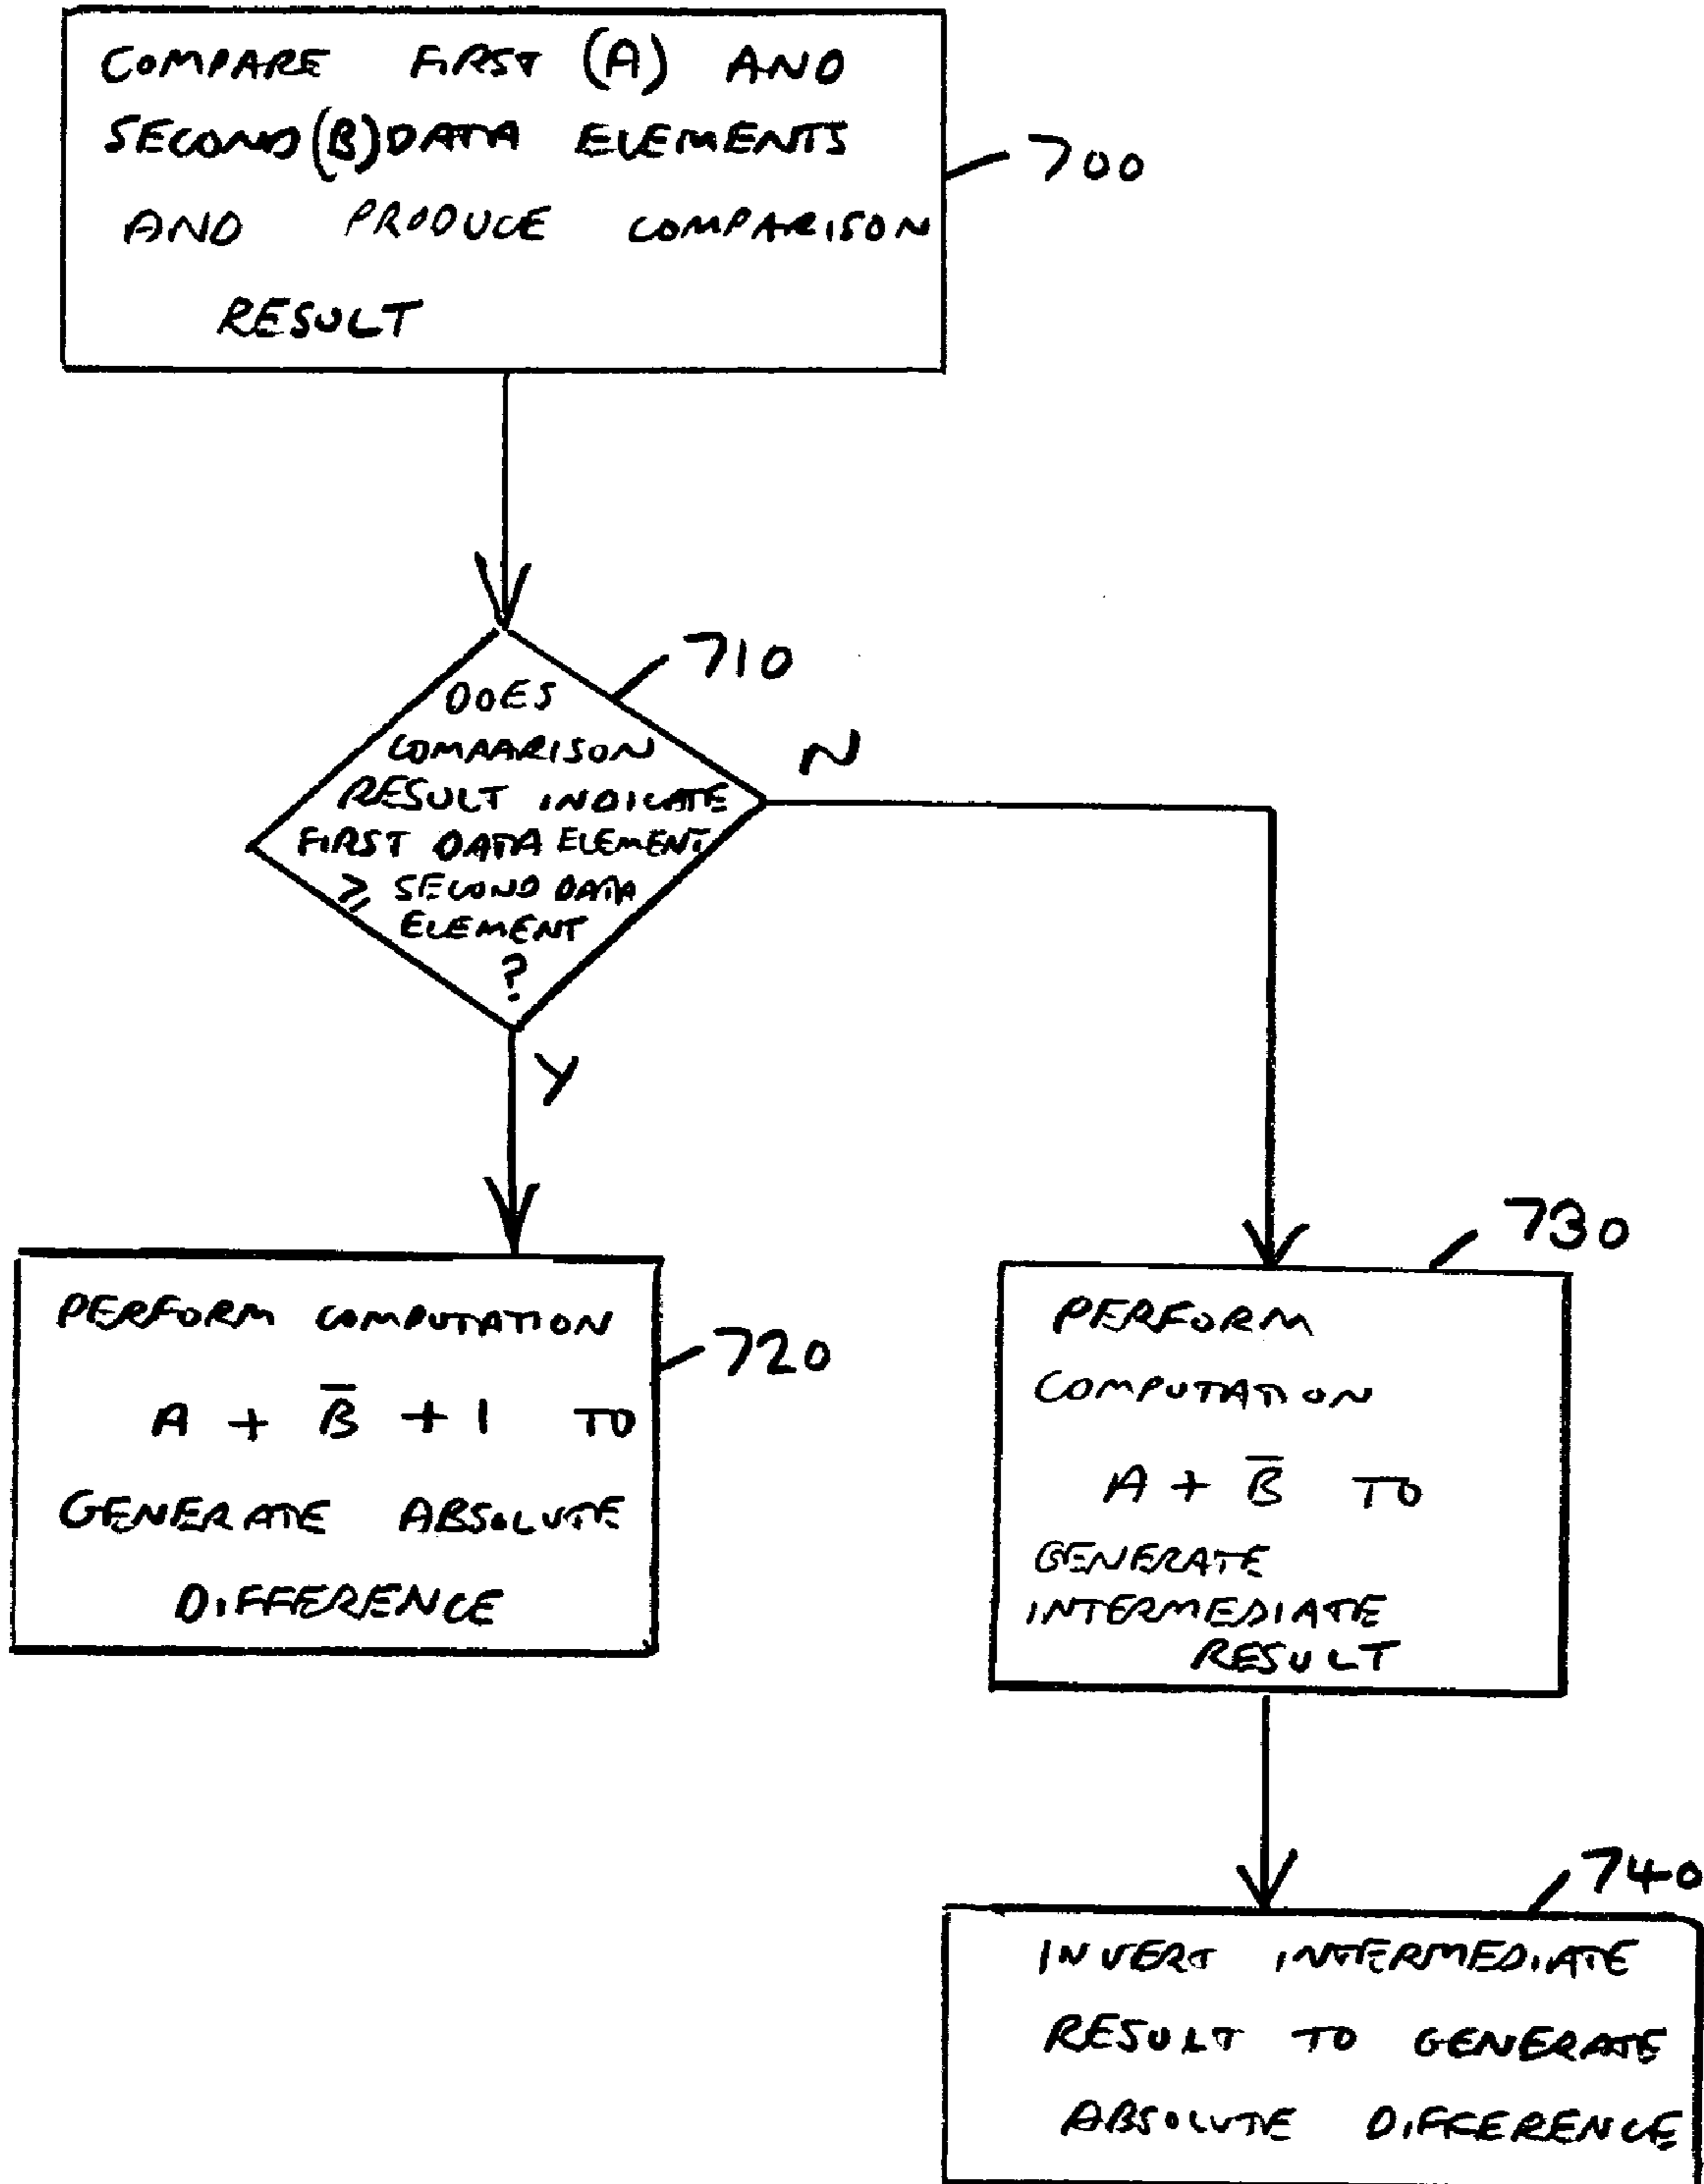 COMPARE FIRST (A) AND
SECOND (B) DATA ELEMENTS
AND PRODUCE COMPARISON
RESULT
700
710
DOES
COMAARISON
RESULT INDICATE
FIRST DATA ELEMENT
≥ SECOND DATA
ELEMENT
?
N
Y
PERFORM COMPUTATION
A + B̅ + 1 TO
GENERATE ABSOLUTE
DIFFERENCE
720
730
PERFORM
COMPUTATION
A + B̅ TO
GENERATE
INTERMEDIATE
RESULT
740
INVERT INTERMEDIATE
RESULT TO GENERATE
ABSOLUTE DIFFERENCE